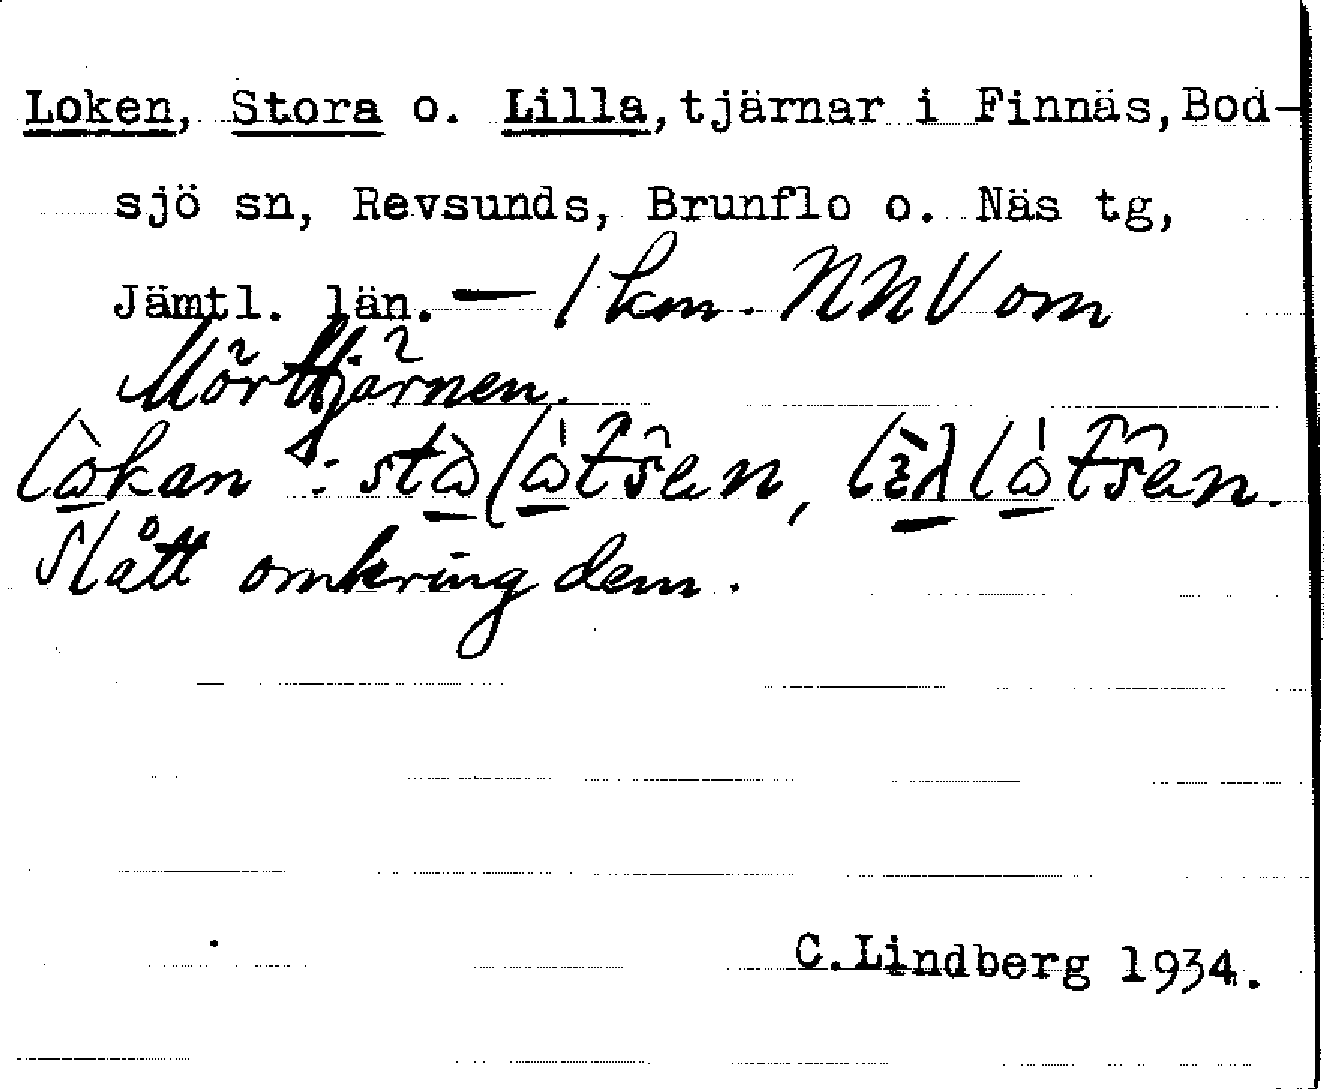 Loken, Stora o. Lilla, tjärnar i Finnäs, Bod-
sjö sn, Revsunds, Brunflo o. Näs tg,
Jämtl. län. — 1 km. NNV om
Mörttjärnen.
Slått omkring dem.
C.Lindberg 1934.